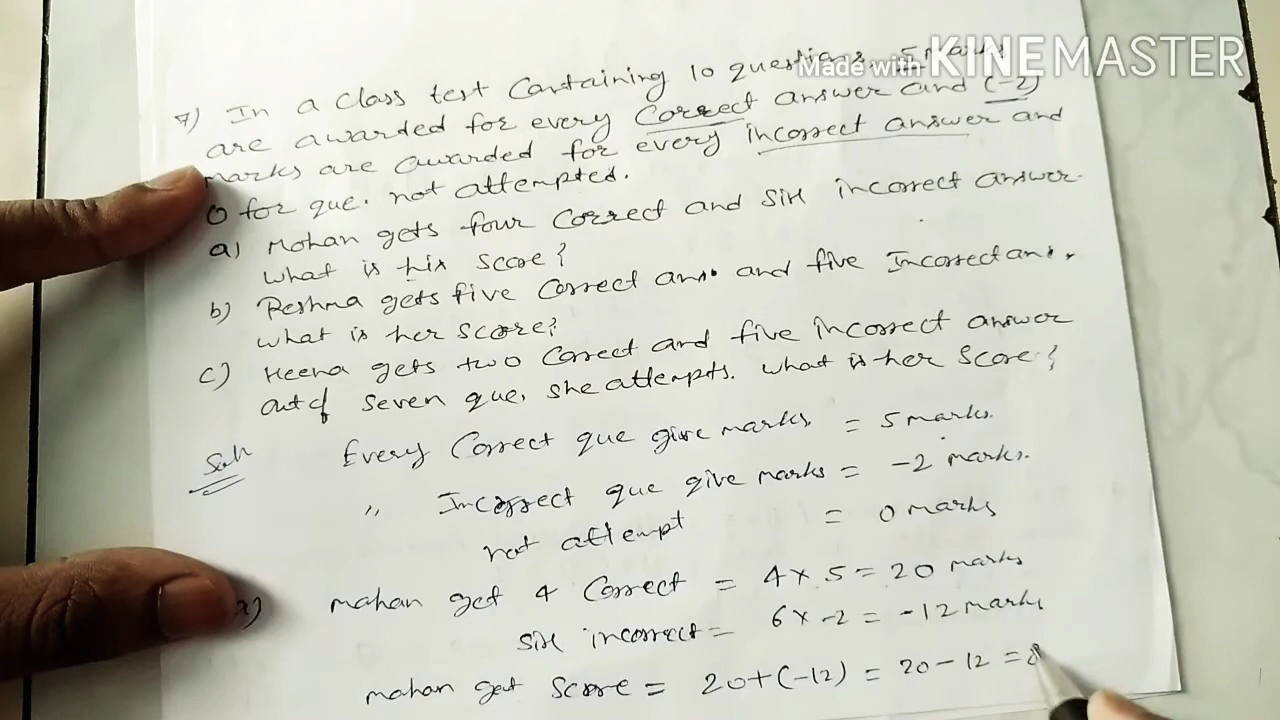 Made with KINEMASTER
7) In a class test Containing 10 questions 5 marks
are awarded for every Correct answer and (-2)
marks are awarded for every incorrect answer and
0 for que. not attempted.
a) Mohan gets four Correct and six incorrect answer.
what is his score?
b) Reshma gets five Correct ans. and five Incorrect ans.
what is her score?
c) Heena gets two Correct and five incorrect answer
out of seven que. she attempts. what is her Score?
Soln Every Correct que give marks = 5 marks.
,, Incorrect que give marks = -2 marks.
not attempt = 0 marks
a) Mohan get 4 Correct = 4 × 5 = 20 marks
six incorrect = 6 × -2 = -12 marks
Mohan get Score = 20+(-12) = 20-12 = 8